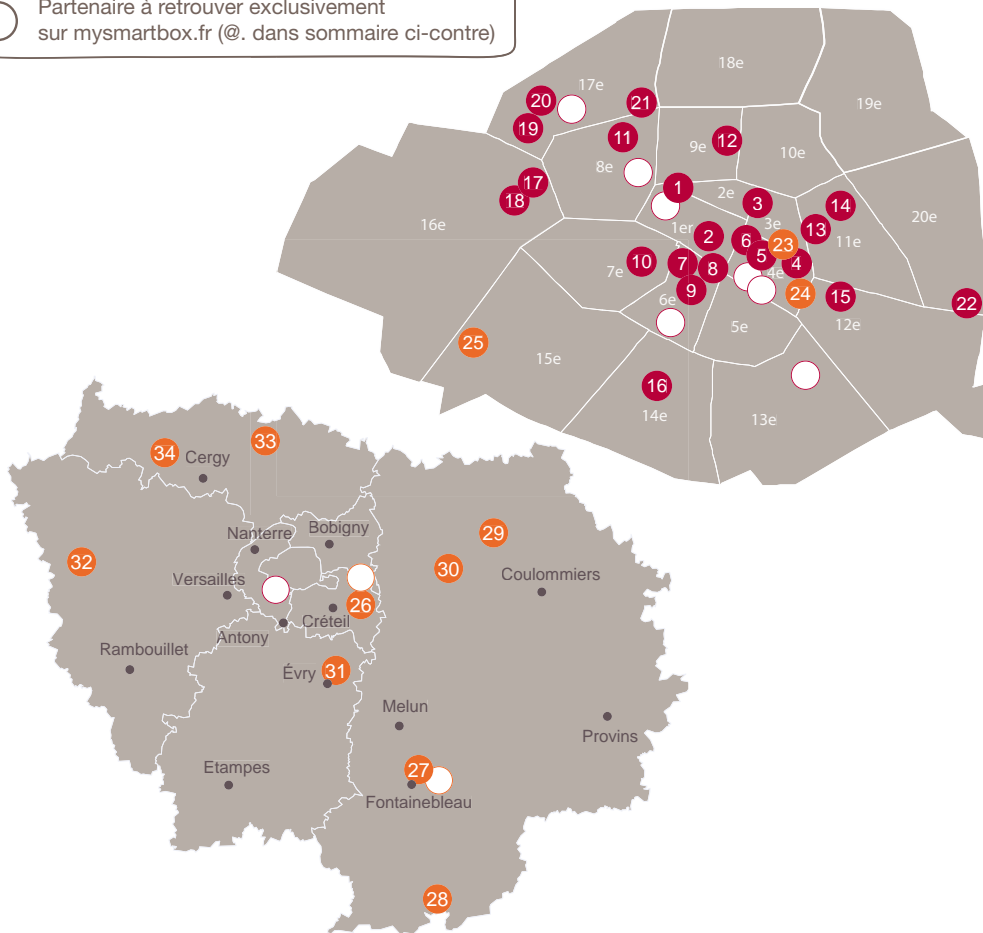 Partenaire à retrouver exclusivement
sur mysmartbox.fr (@. dans sommaire ci-contre)
18e
17e
20
21
19e
19
11
9e
12
10e
8e
17
1
2e
18
3
14
16e
3e
20e
1er
13
2
6
23
11e
5
10
7
8
4
7e
4e
9
24
15
22
6e
5e
12e
25
15e
16
14e
13e
33
34
Cergy
Nanterre
Bobigny
29
32
30
Versailles
Coulommiers
26
Créteil
Antony
Rambouillet
Évry
31
Melun
Provins
Etampes
27
Fontainebleau
28